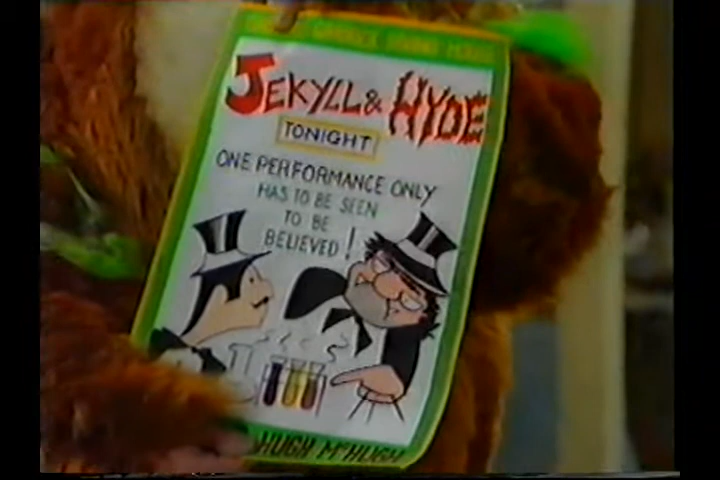 JEKYLL & HYDE
TONIGHT
ONE PERFORMANCE ONLY
HAS TO BE SEEN
TO BE
BELIEVED!
HUGH McHUGH